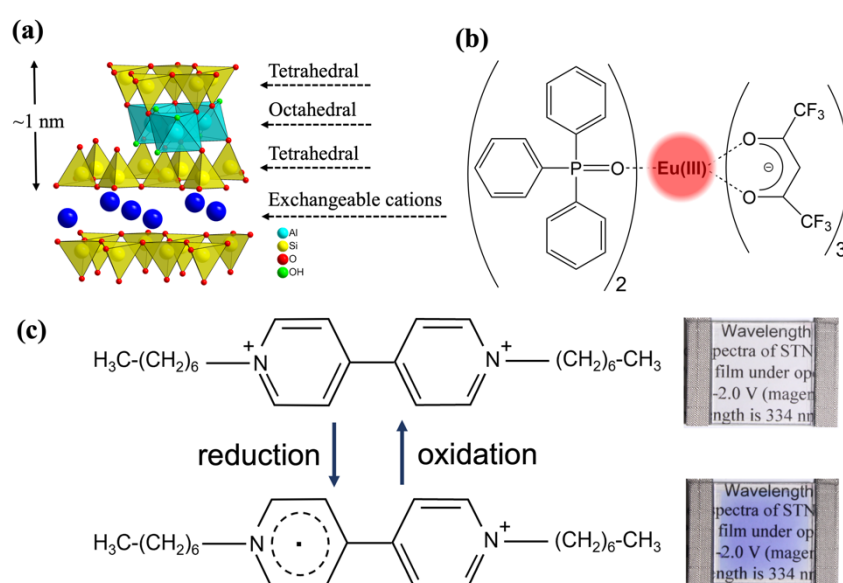 (a)
~1 nm
Tetrahedral
Octahedral
Tetrahedral
Exchangeable cations
Al
Si
O
OH
(b)
P
O
2
Eu(III)
O
O
⊖
CF3
CF3
3
(c)
H3C-(CH2)6
N
+
N
+
(CH2)6-CH3
reduction
oxidation
H3C-(CH2)6
N
N
+
(CH2)6-CH3
Wavelength
pectra of STN
film under op
-2.0 V (mager
ngth is 334 nm
Wavelength
pectra of STN
film under op
-2.0 V (mager
ngth is 334 nm